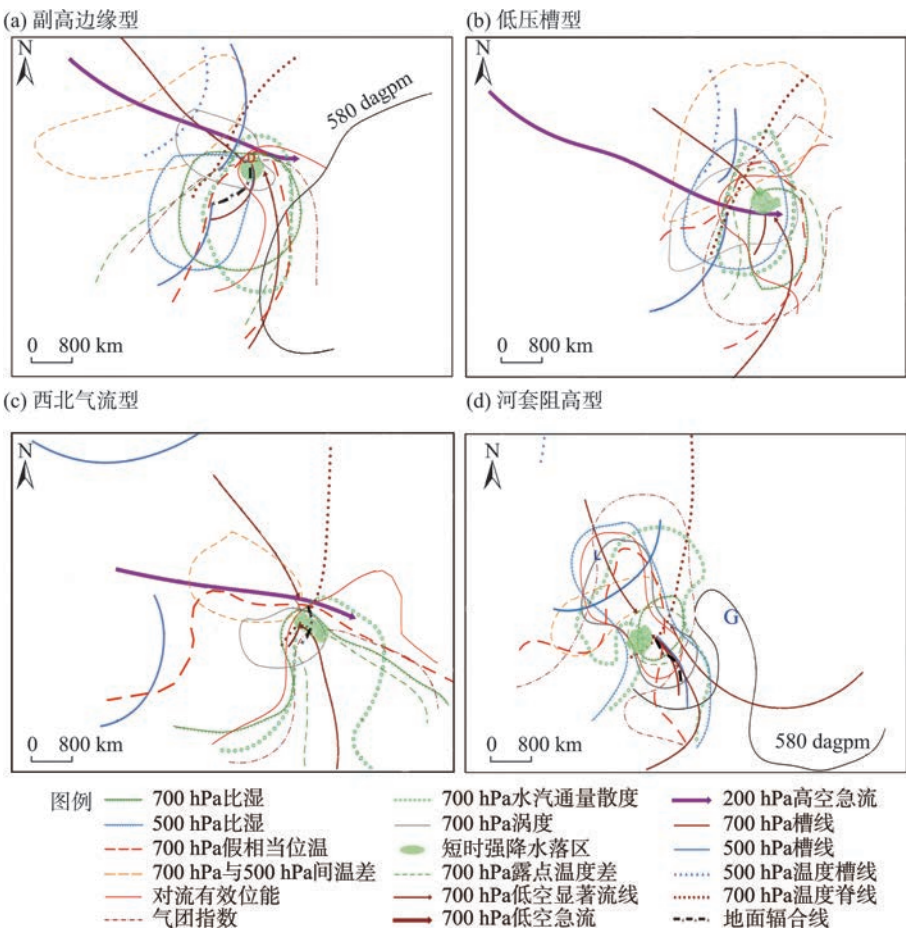 (a) 副高边缘型
(b) 低压槽型
N
580 dagpm
0 800 km
N
0 800 km
(c) 西北气流型
(d) 河套阻高型
N
0 800 km
N
L
G
580 dagpm
0 800 km
图例
700 hPa比湿
700 hPa水汽通量散度
200 hPa高空急流
500 hPa比湿
700 hPa涡度
700 hPa槽线
700 hPa假相当位温
短时强降水落区
500 hPa槽线
700 hPa与500 hPa间温差
700 hPa露点温度差
500 hPa温度槽线
对流有效位能
700 hPa低空显著流线
700 hPa温度脊线
气团指数
700 hPa低空急流
地面辐合线